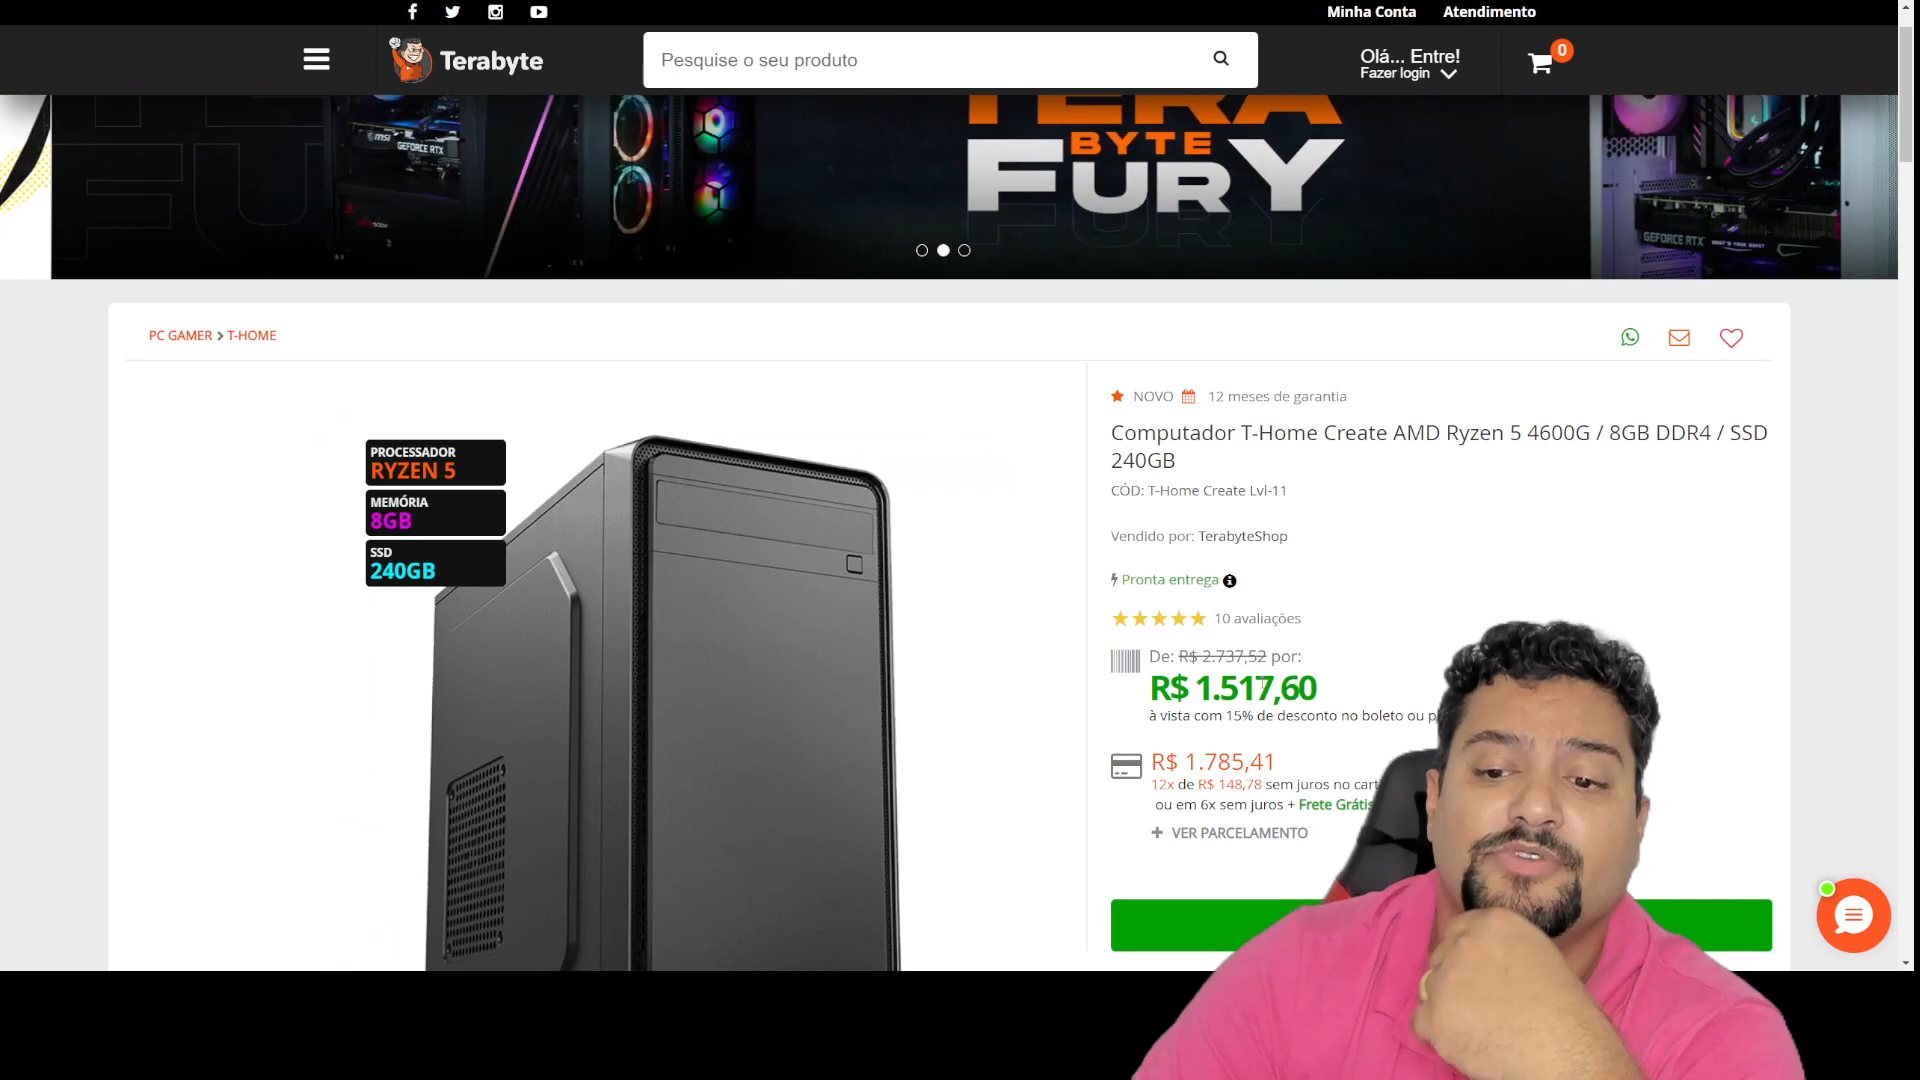 Minha Conta
Atendimento
Terabyte
Pesquise o seu produto
Olá... Entre!
Fazer login
0
TERA
BYTE
FURY
FURY
msi
GEFORCE RTX
GEFORCE RTX
PC GAMER > T-HOME
PROCESSADOR
RYZEN 5
MEMÓRIA
8GB
SSD
240GB
NOVO 12 meses de garantia
Computador T-Home Create AMD Ryzen 5 4600G / 8GB DDR4 / SSD
240GB
CÓD: T-Home Create Lvl-11
Vendido por: TerabyteShop
Pronta entrega
10 avaliações
De: R$ 2.737,52 por:
R$ 1.517,60
à vista com 15% de desconto no boleto ou
R$ 1.785,41
12x de R$ 148,78 sem juros no
ou em 6x sem juros + Frete Grátis
+ VER PARCELAMENTO